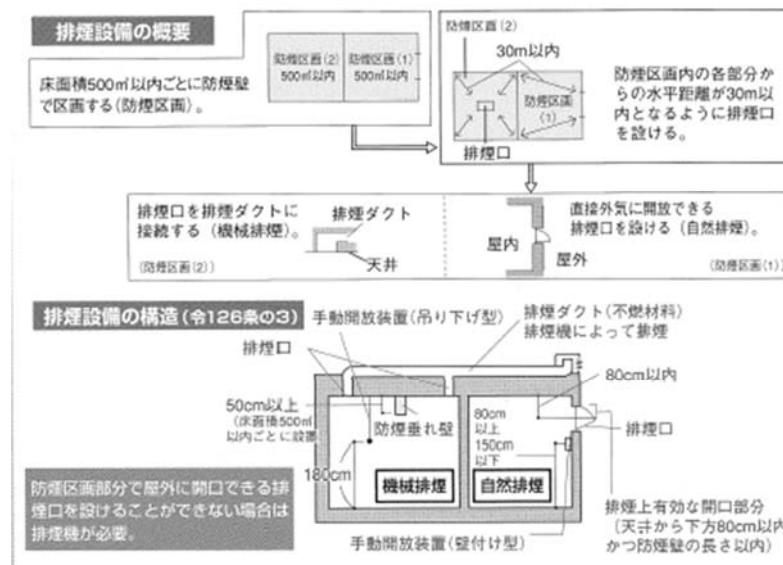 排煙設備の概要
床面積500㎡以内ごとに防煙壁
で区画する(防煙区画)。
防煙区画(2)
500㎡以内
防煙区画(1)
500㎡以内
防煙区画(2)
30m以内
防煙区画
(1)
排煙口
防煙区画内の各部分か
らの水平距離が30m以
内となるように排煙口
を設ける。
排煙口を排煙ダクトに
接続する(機械排煙)。
(防煙区画(2))
排煙ダクト
天井
屋内
屋外
直接外気に開放できる
排煙口を設ける(自然排煙)。
(防煙区画(1))
排煙設備の構造(令126条の3)
手動開放装置(吊り下げ型)
排煙ダクト(不燃材料)
排煙機によって排煙
排煙口
80cm以内
50cm以上
(床面積500㎡
以内ごとに設置
防煙垂れ壁
80cm
以上
150cm
以下
排煙口
180cm
機械排煙
自然排煙
防煙区画部分で屋外に開口できる排
煙口を設けることができない場合は
排煙機が必要。
手動開放装置(壁付け型)
排煙上有効な開口部分
(天井から下方80cm以内
かつ防煙壁の長さ以内)